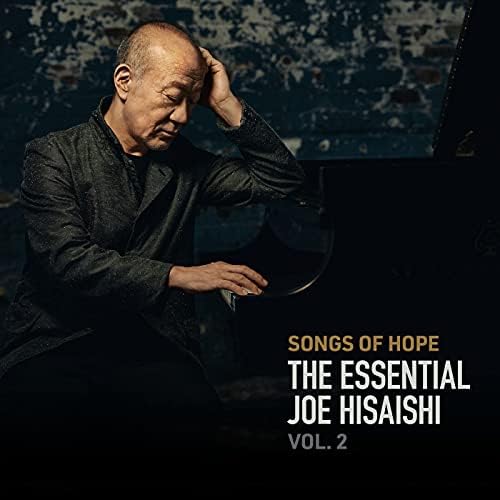 SONGS OF HOPE
THE ESSENTIAL
JOE HISAISHI
VOL. 2